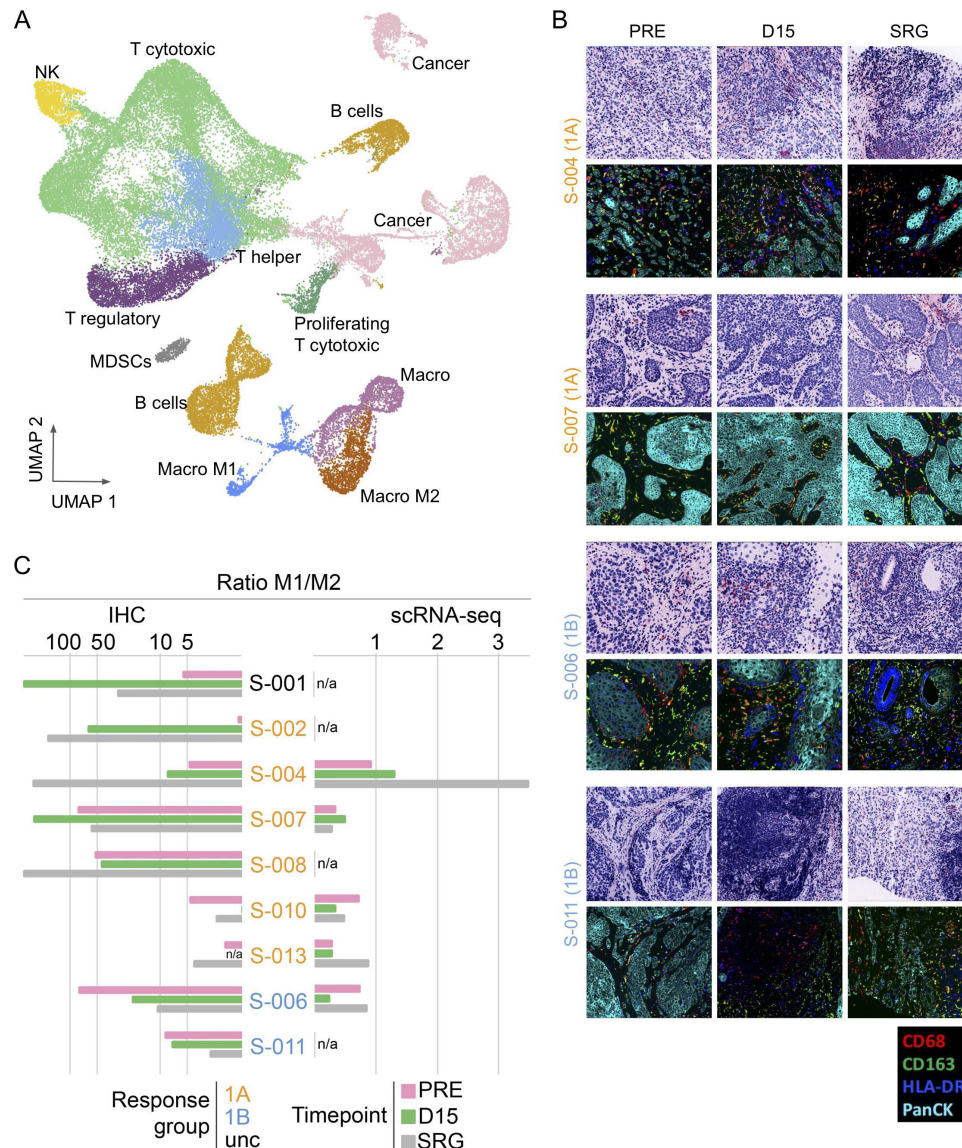 A
T cytotoxic
NK
Cancer
B cells
Cancer
T helper
T regulatory
Proliferating
T cytotoxic
MDSCs
Macro
B cells
Macro M1
Macro M2
UMAP 2
UMAP 1
B
PRE D15 SRG
S-004 (1A)
S-007 (1A)
S-006 (1B)
S-011 (1B)
CD68
CD163
HLA-DR
PanCK
C
Ratio M1/M2
IHC scRNA-seq
100 50 10 5 1 2 3
S-001 n/a
S-002 n/a
S-004
S-007
S-008 n/a
S-010
n/a S-013
S-006
S-011 n/a
Response
group
1A
1B
unc
Timepoint
PRE
D15
SRG